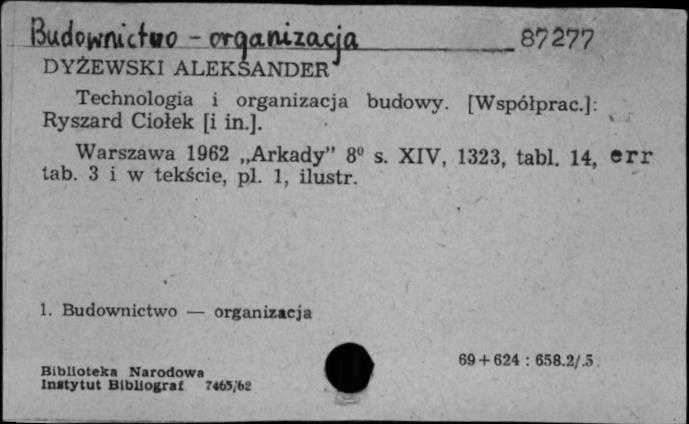 Budownictwo - organizacja 87277
DYŻEWSKI ALEKSANDER
Technologia i organizacja budowy. [Współprac.]:
Ryszard Ciołek [i in.].
Warszawa 1962 „Arkady” 8⁰ s. XIV, 1323, tabl. 14, err
tab. 3 i w tekście, pl. 1, ilustr.
1. Budownictwo — organizacja
69+624 : 658.2/.5
Biblioteka Narodowa
Instytut Bibliograf 7465/62